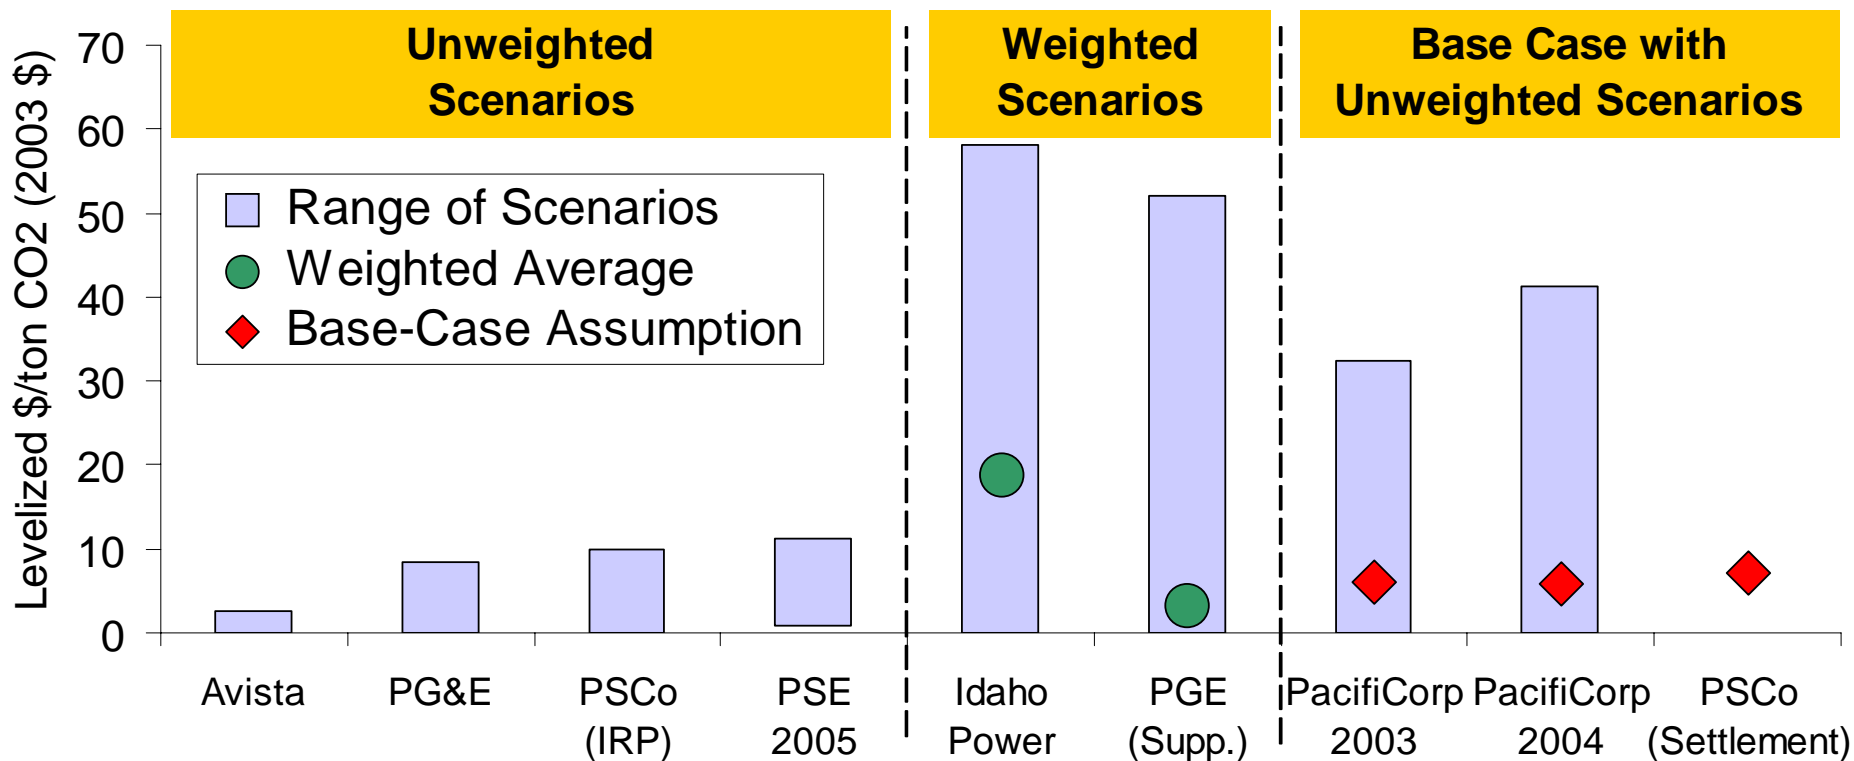 Unweighted
Scenarios
Weighted
Scenarios
Base Case with
Unweighted Scenarios
Levelized $/ton CO2 (2003 $)
70
60
50
40
30
20
10
0
Range of Scenarios
Weighted Average
Base-Case Assumption
Avista
PG&E
PSCo
(IRP)
PSE
2005
Idaho
Power
PGE
(Supp.)
PacifiCorp
2003
PacifiCorp
2004
PSCo
(Settlement)